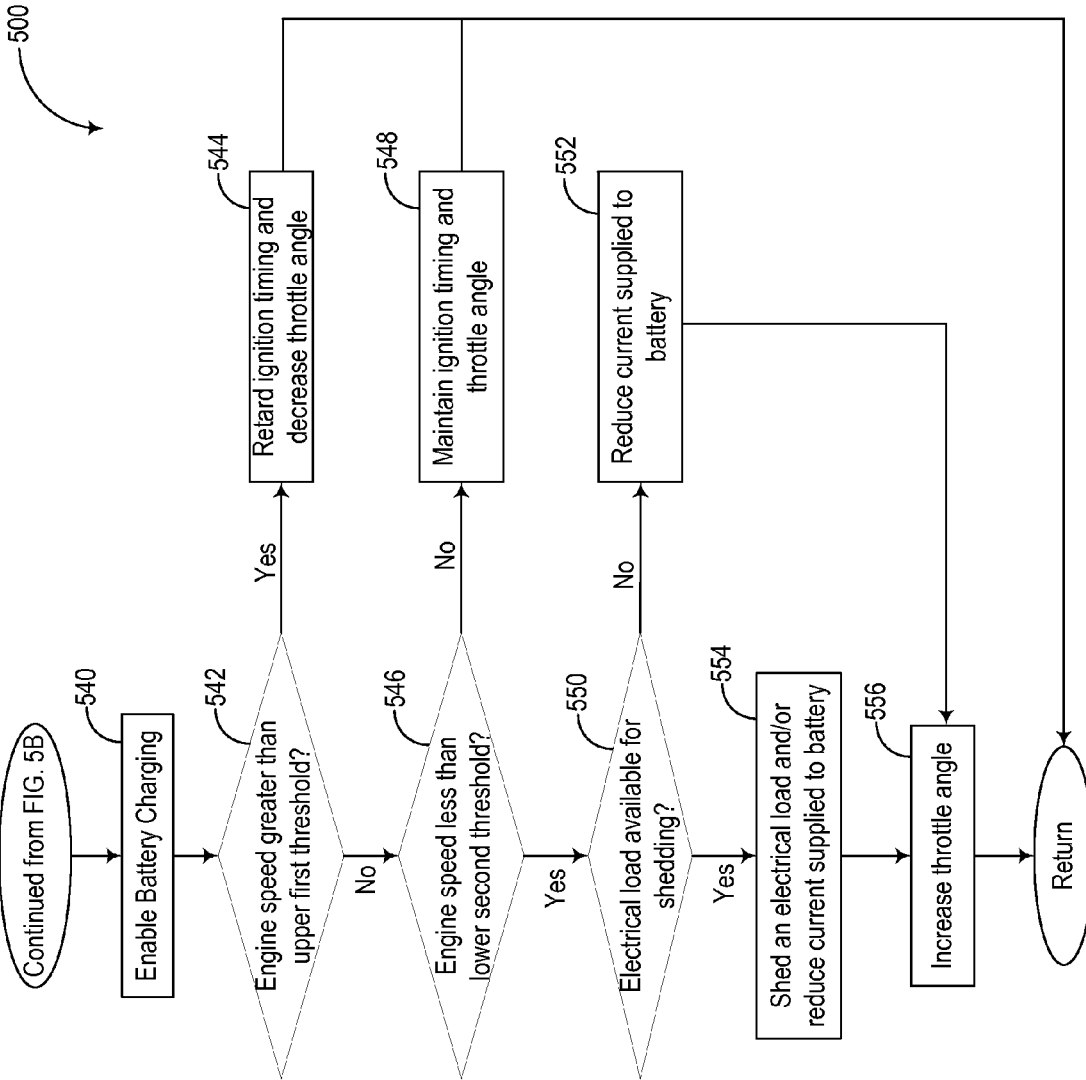 500
Continued from FIG. 5B
540
Enable Battery Charging
542
Engine speed greater than
upper first threshold?
Yes
544
Retard ignition timing and
decrease throttle angle
No
546
Engine speed less than
lower second threshold?
No
548
Maintain ignition timing and
throttle angle
Yes
550
Electrical load available for
shedding?
No
552
Reduce current supplied to
battery
Yes
554
Shed an electrical load and/or
reduce current supplied to battery
556
Increase throttle angle
Return